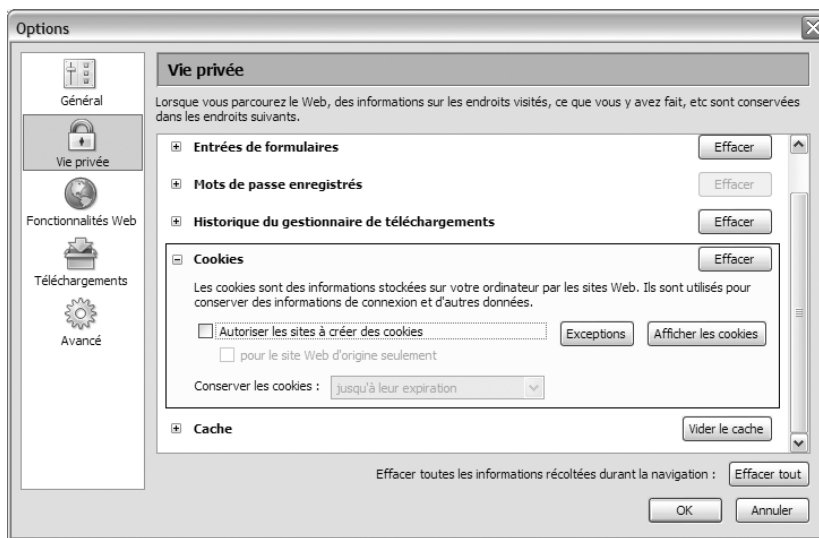 Options
Général
Vie privée
Fonctionnalités Web
Téléchargements
Avancé
Vie privée
Lorsque vous parcourez le Web, des informations sur les endroits visités, ce que vous y avez fait, etc sont conservées
dans les endroits suivants.
Entrées de formulaires Effacer
Mots de passe enregistrés Effacer
Historique du gestionnaire de téléchargements Effacer
Cookies Effacer
Les cookies sont des informations stockées sur votre ordinateur par les sites Web. Ils sont utilisés pour
conserver des informations de connexion et d'autres données.
Autoriser les sites à créer des cookies Exceptions Afficher les cookies
pour le site Web d'origine seulement
Conserver les cookies : jusqu'à leur expiration
Cache Vider le cache
Effacer toutes les informations récoltées durant la navigation : Effacer tout
OK Annuler